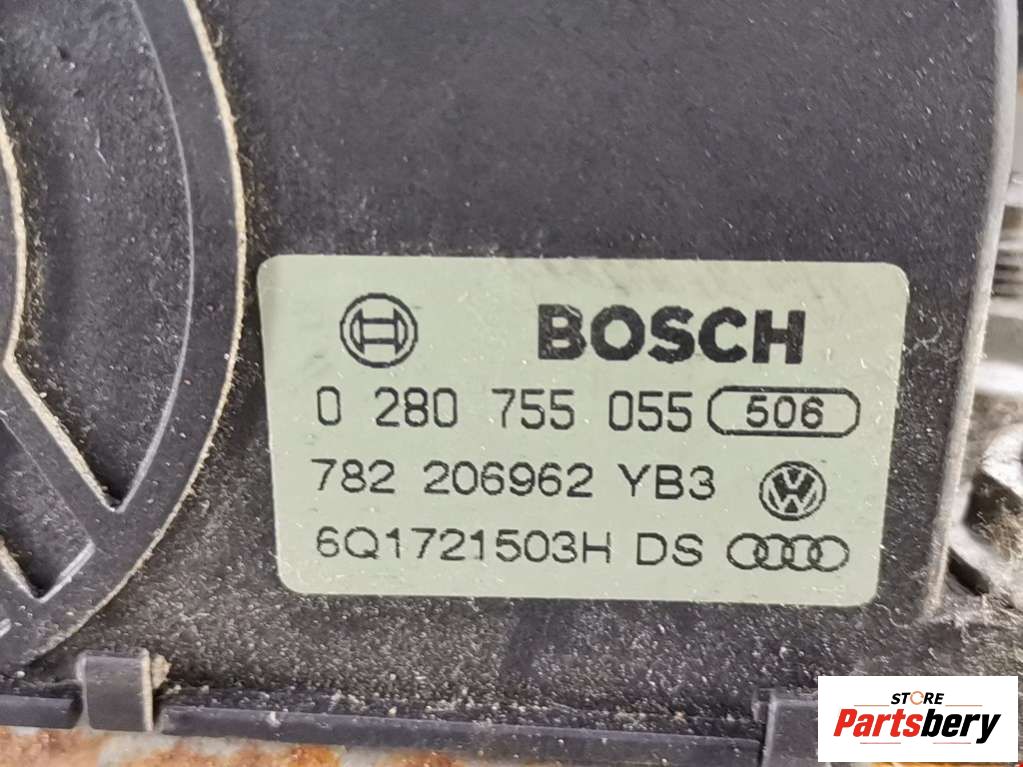 BOSCH
0 280 755 055 506
782 206962 YB3
6Q1721503H DS
STORE
Partsbery